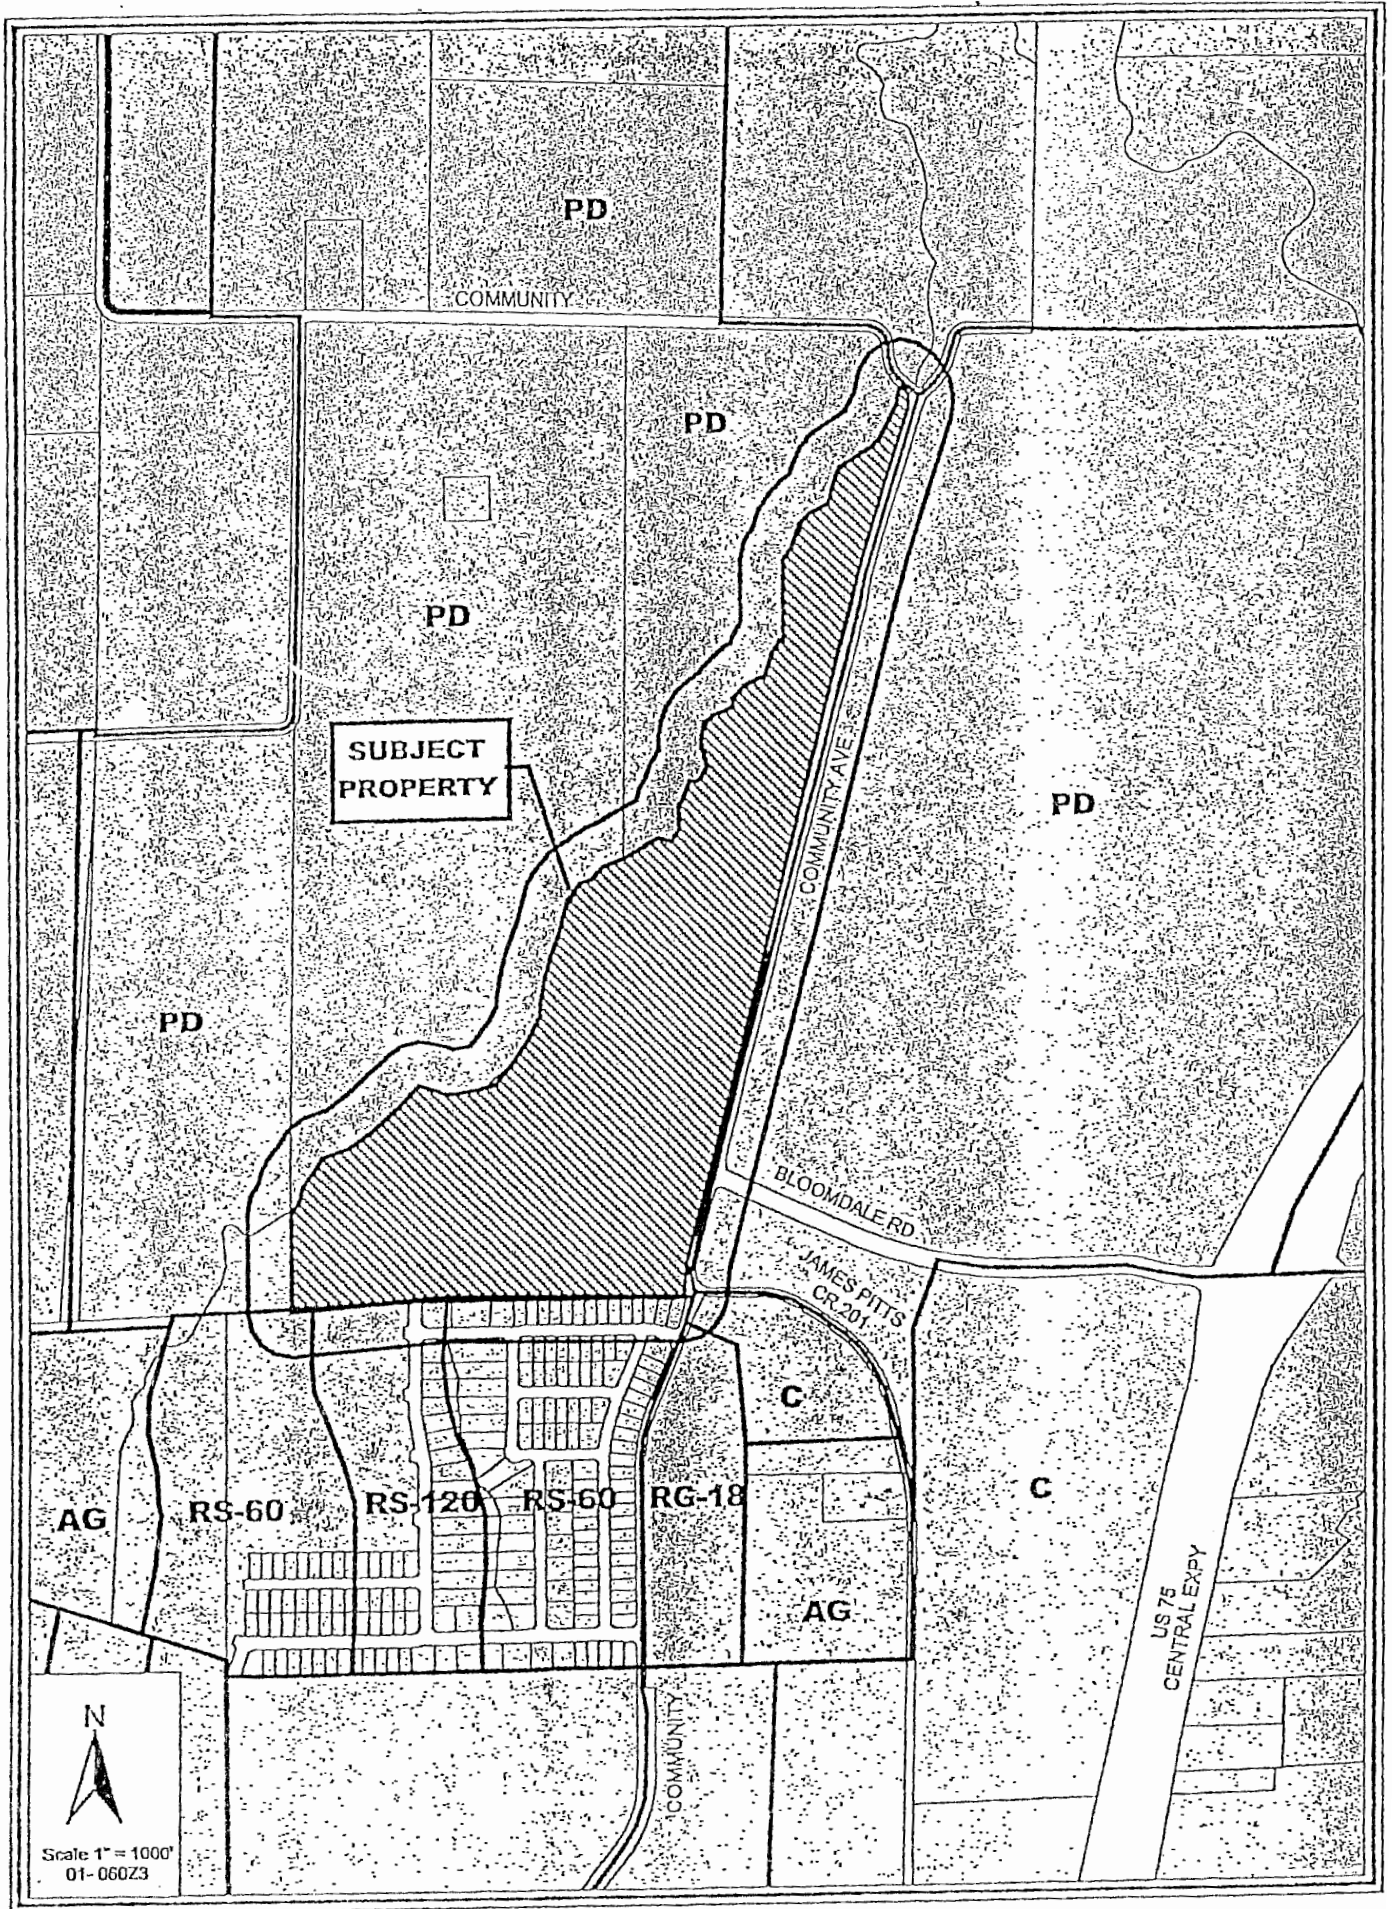 PD
COMMUNITY
PD
PD
SUBJECT
PROPERTY
COMMUNITY AVE.
PD
PD
BLOOMDALE RD
JAMES PITTS
CR 201
C
AG
RS-60
RS-120
RS-60
RG-18
C
AG
US 75
CENTRAL EXPY
COMMUNITY
N
Scale 1" = 1000'
01-060Z3